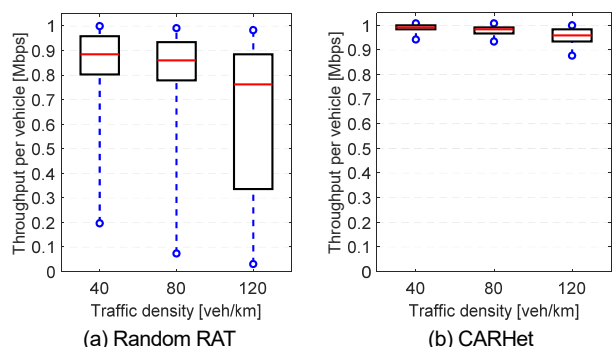 Throughput per vehicle [Mbps]
1
0.9
0.8
0.7
0.6
0.5
0.4
0.3
0.2
0.1
0
40 80 120
Traffic density [veh/km]
(a) Random RAT
Throughput per vehicle [Mbps]
1
0.9
0.8
0.7
0.6
0.5
0.4
0.3
0.2
0.1
0
40 80 120
Traffic density [veh/km]
(b) CARHet